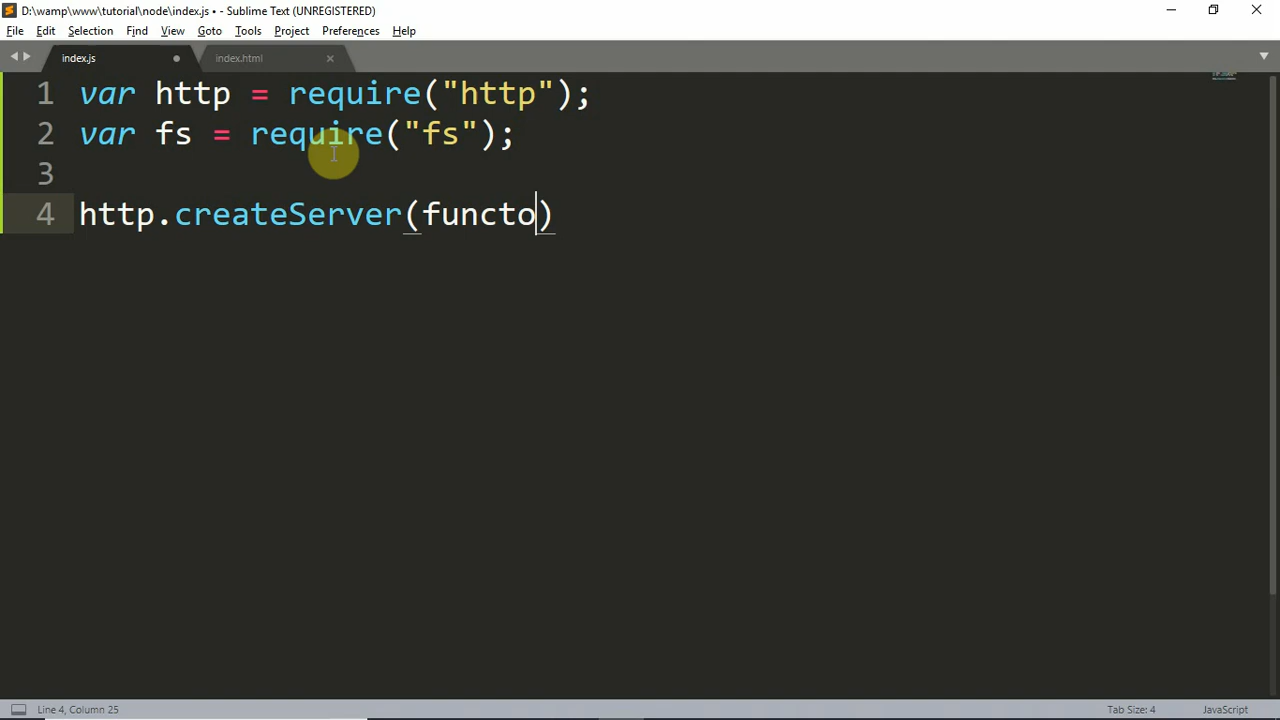 D:\wamp\www\tutorial\node\index.js • - Sublime Text (UNREGISTERED)
File Edit Selection Find View Goto Tools Project Preferences Help
index.js index.html
1 var http = require("http");
2 var fs = require("fs");
3
4 http.createServer(functo)
Line 4, Column 25 Tab Size: 4 JavaScript